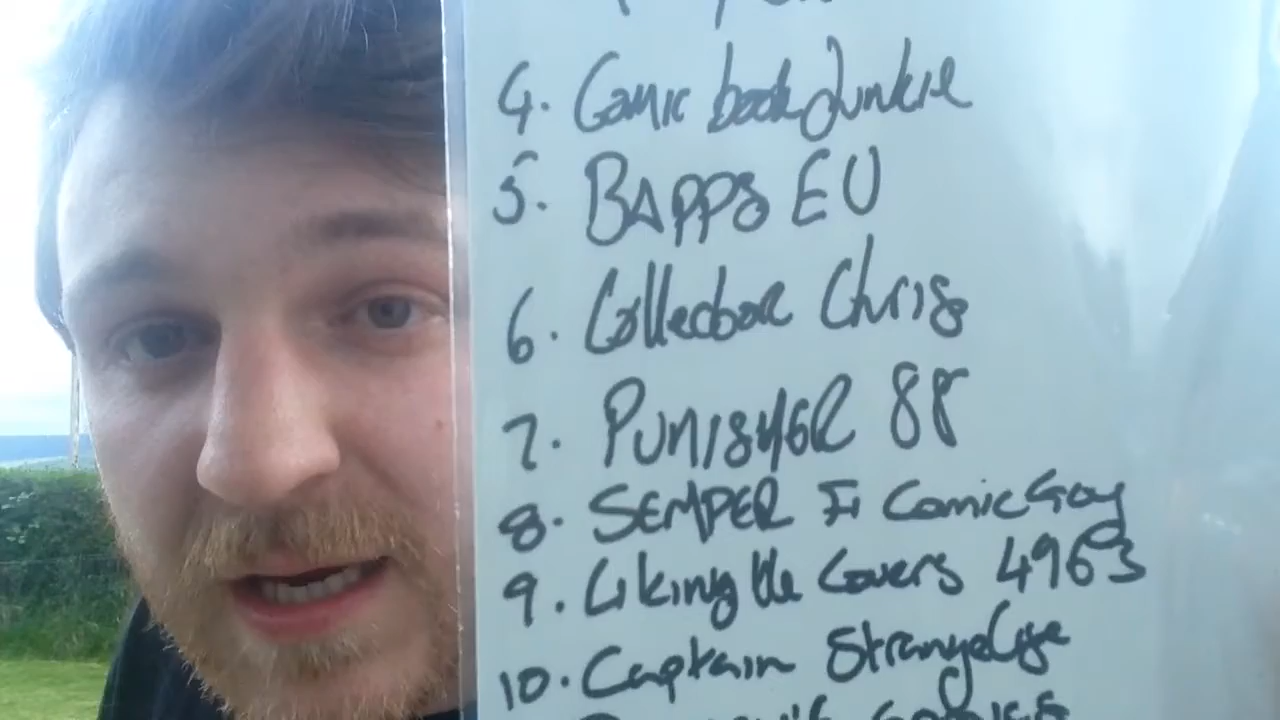 4. Comic book Junkie
5. BAPPS EU
6. Collector Chris
7. PUNISHER 88
8. SEMPER Fi Comic Guy
9. Liking the Covers 4963
10. Captain Strangelyfe